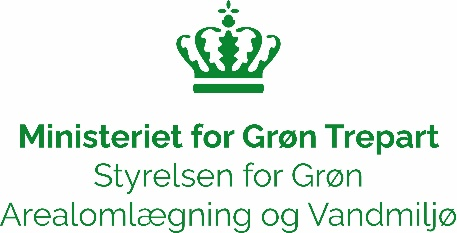 Ministeriet for Grøn Trepart
Styrelsen for Grøn
Arealomlægning og Vandmiljø